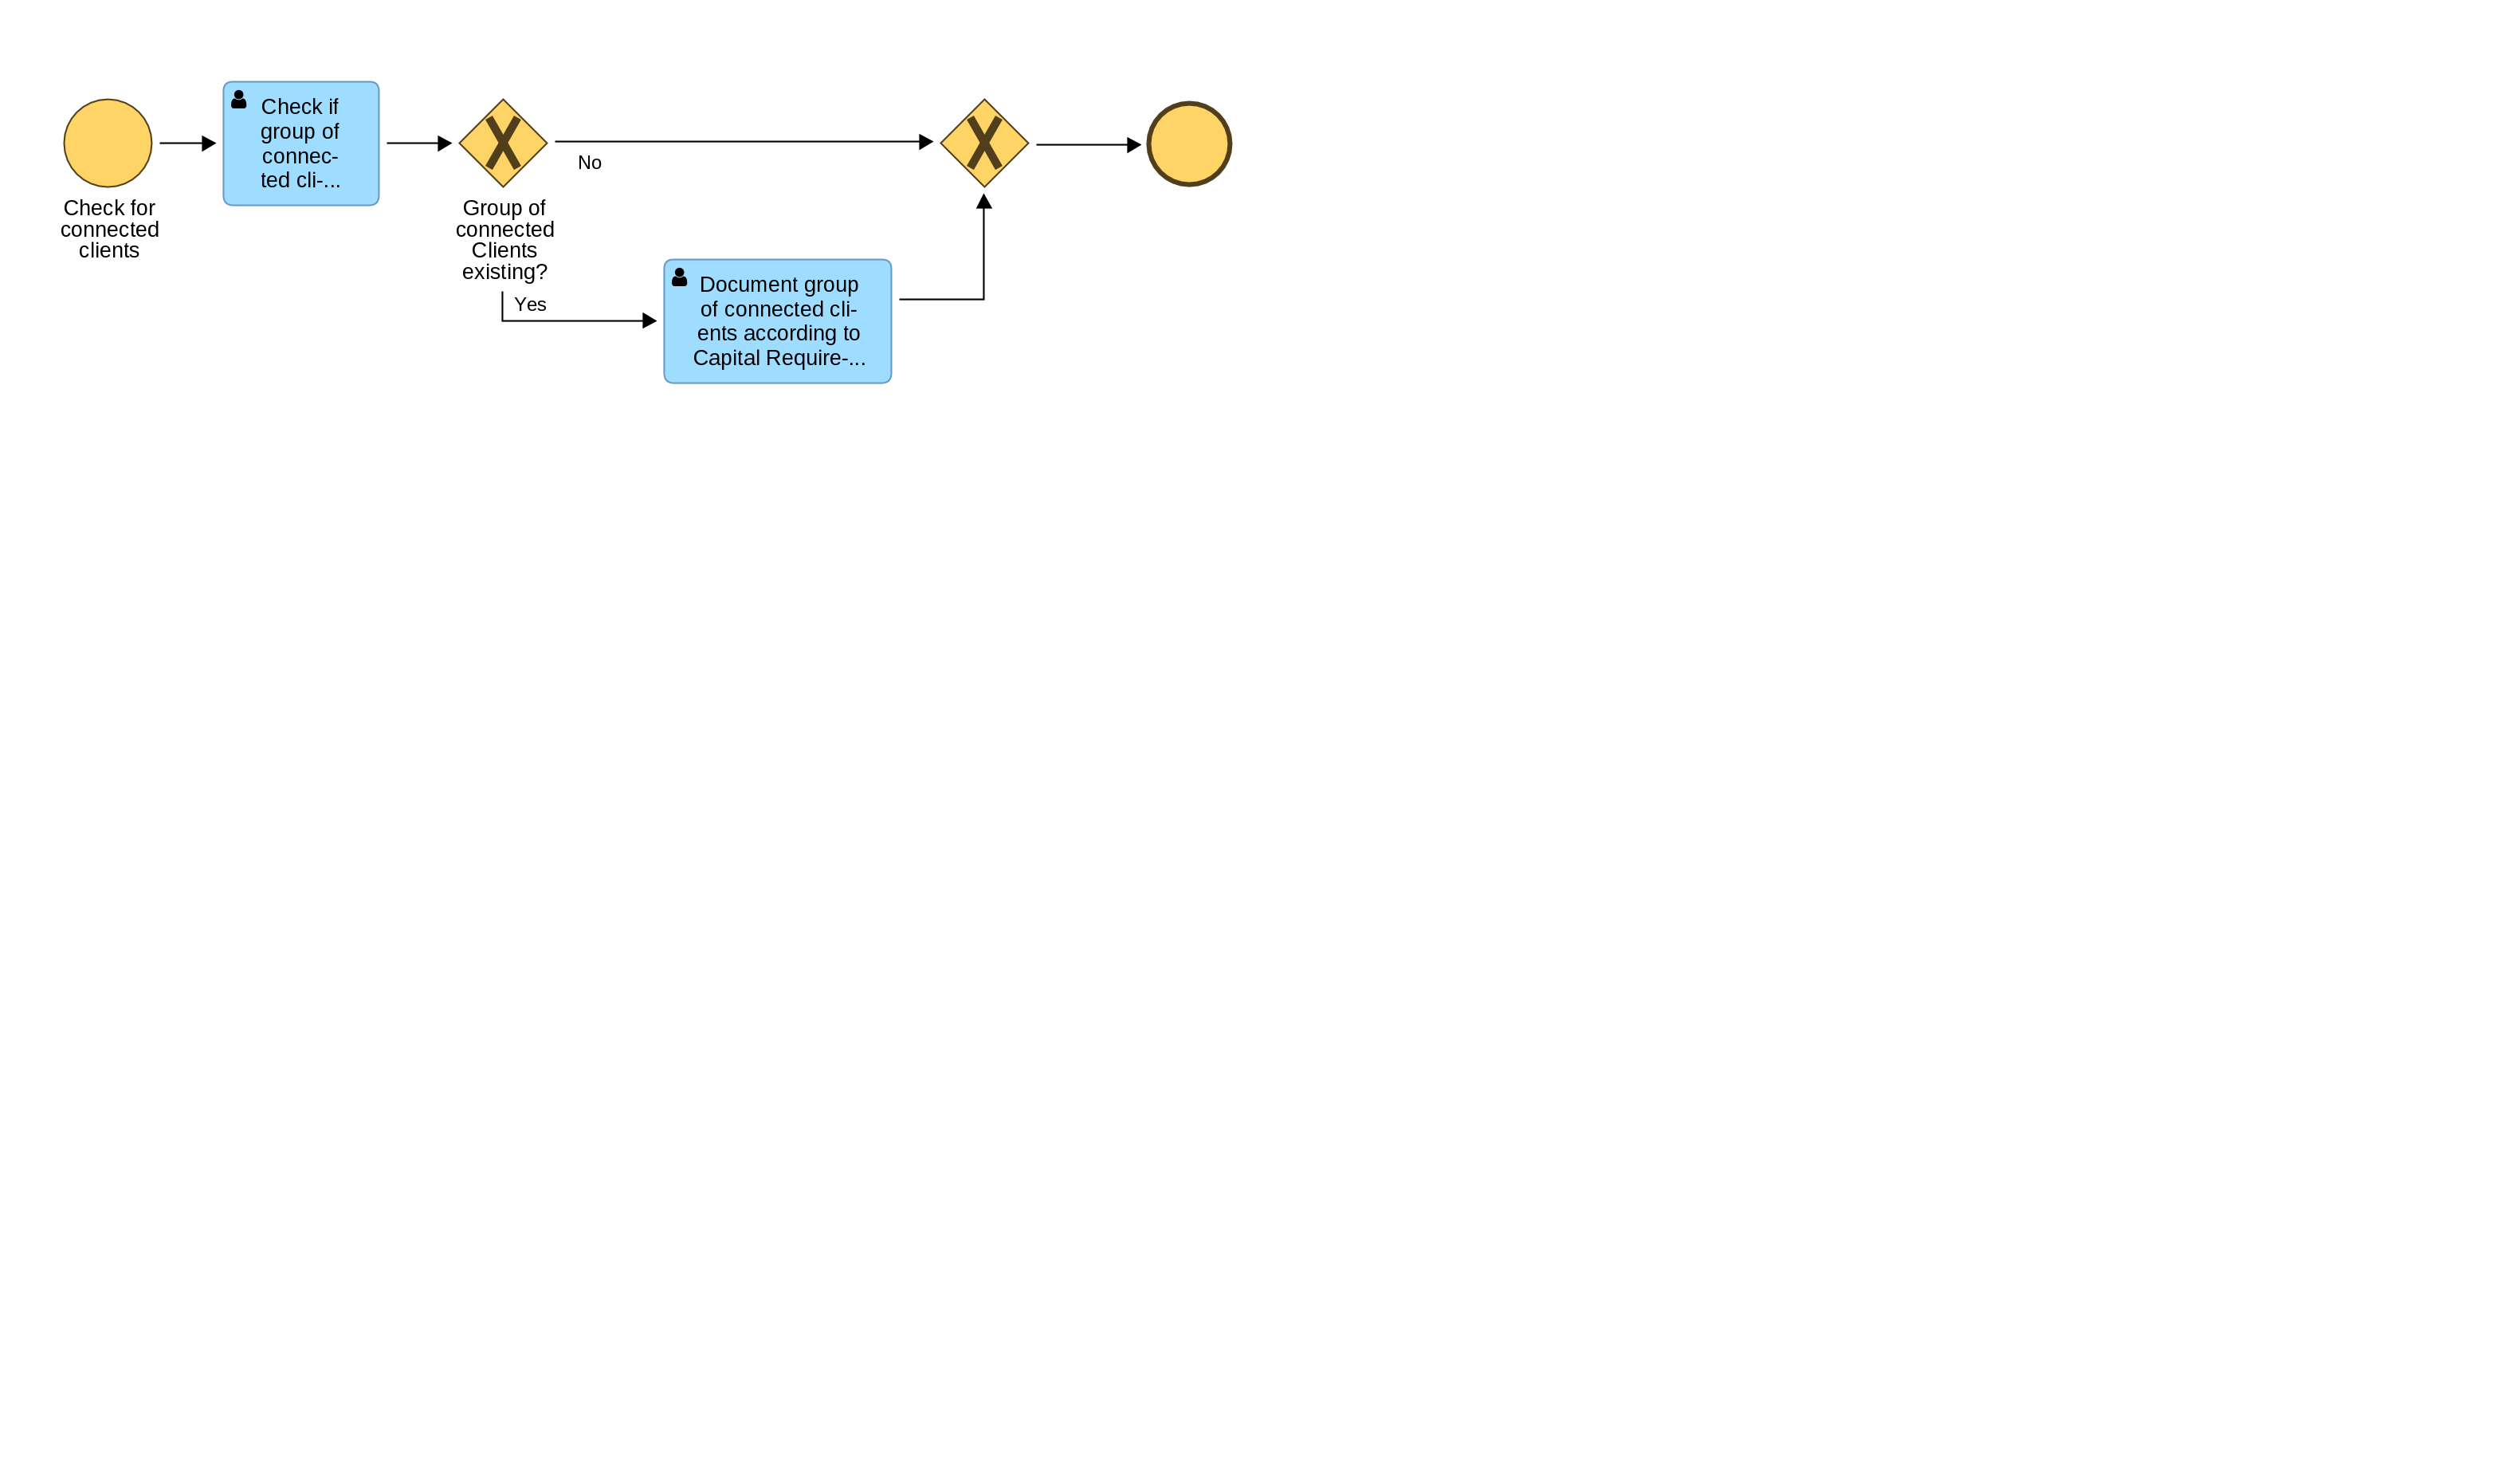 Check for
connected
clients
Check if
group of
connec-
ted cli-...
Group of
connected
Clients
existing?
No
Yes
Document group
of connected cli-
ents according to
Capital Require-...